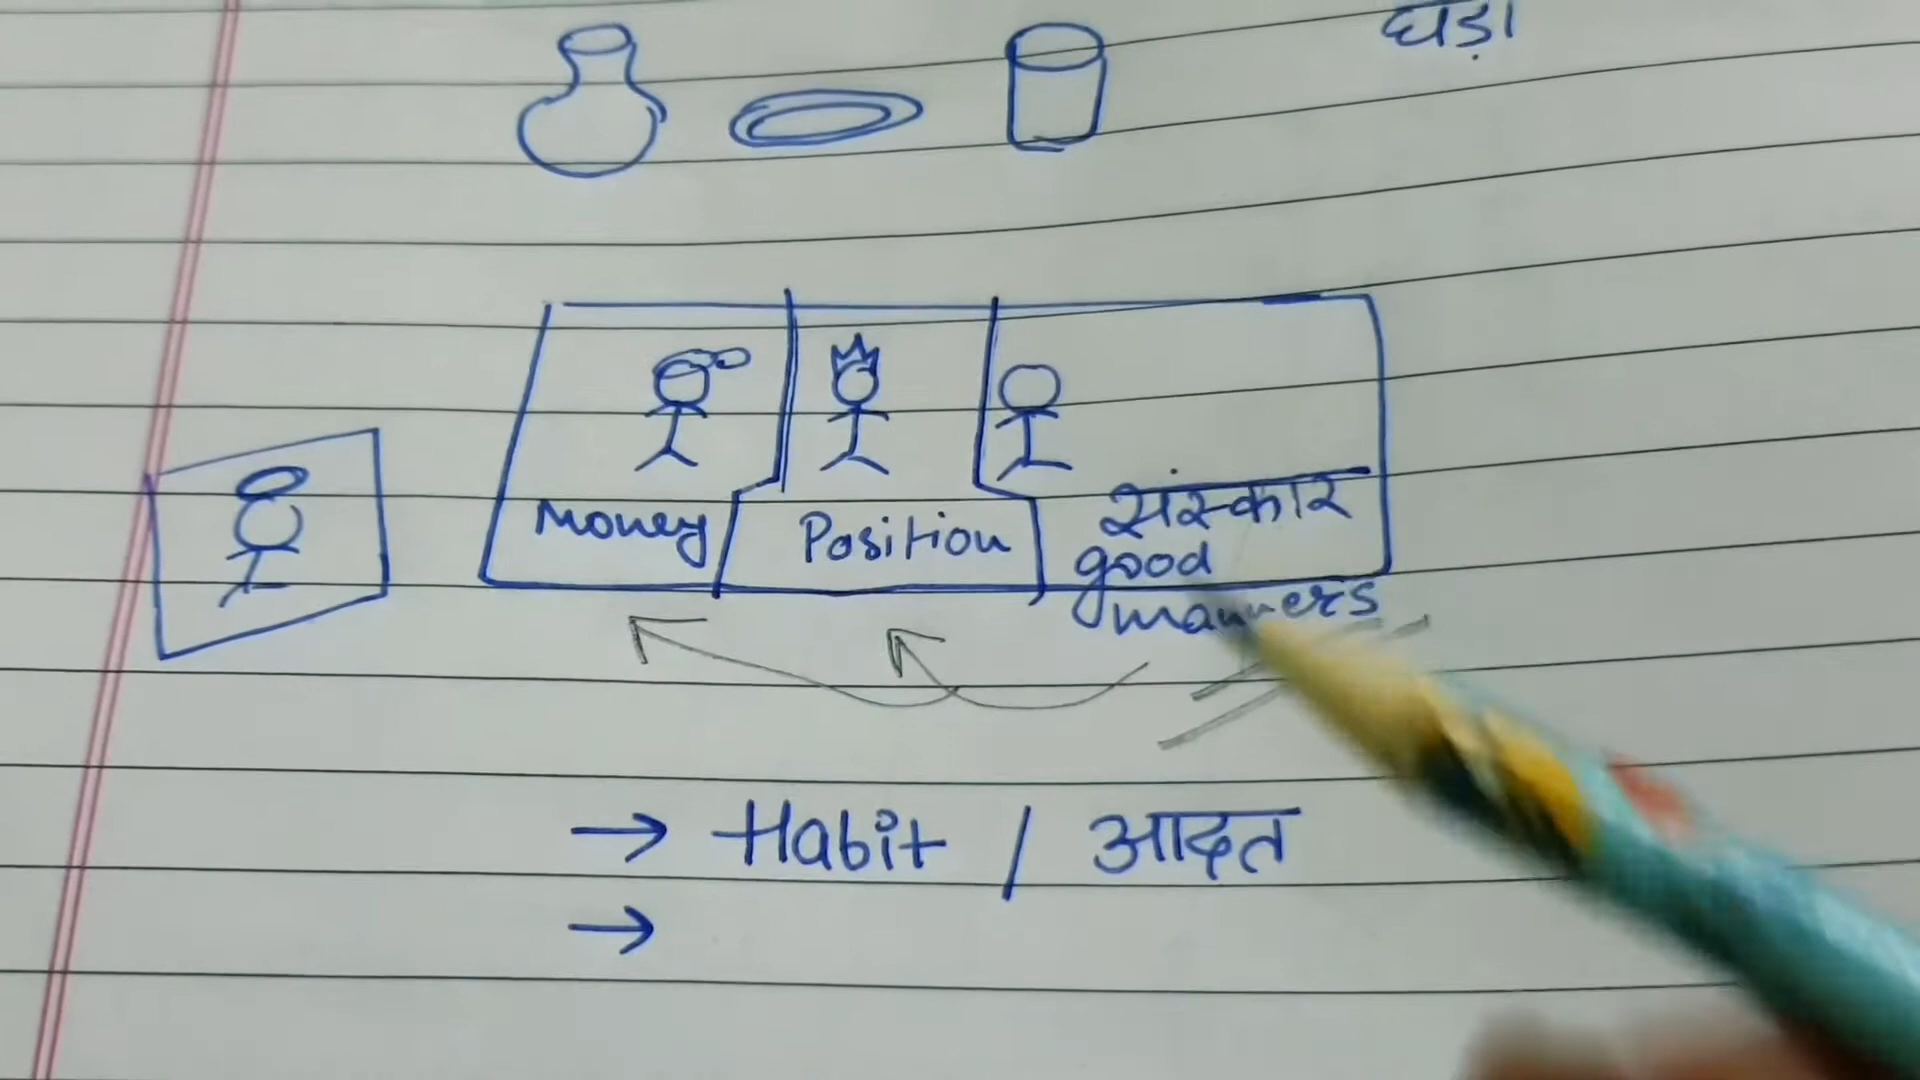 घड़ा
Money
Position
संस्कार
good
manners
→ Habit / आदत
→